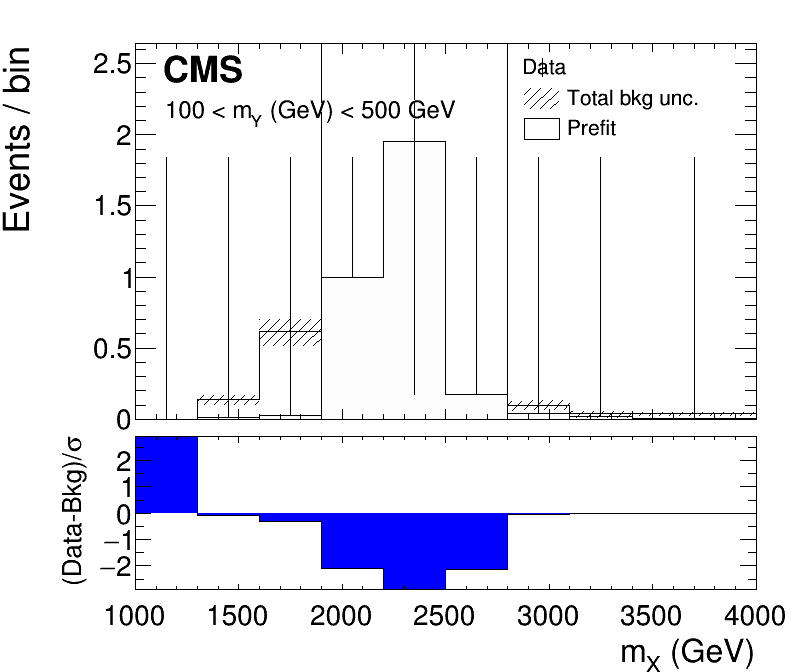 CMS
100 < mY (GeV) < 500 GeV
Data
Total bkg unc.
Prefit
Events / bin
2.5
2
1.5
1
0.5
0
(Data-Bkg)/σ
2
1
0
−1
−2
1000 1500 2000 2500 3000 3500 4000
mX (GeV)